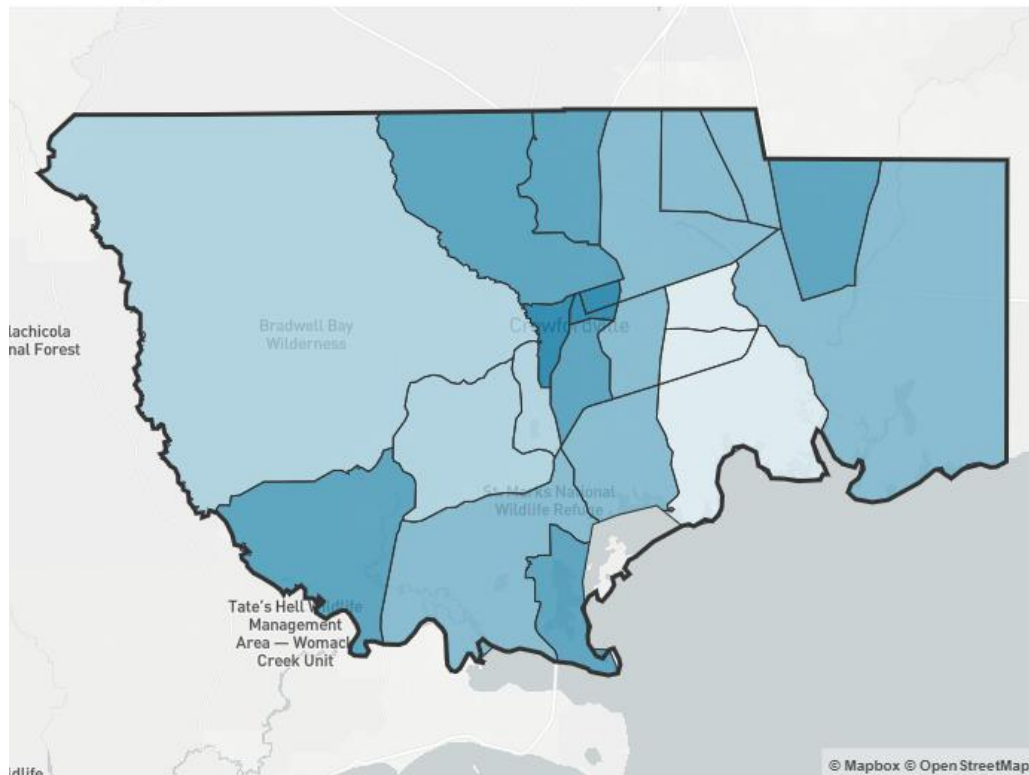 lachicola
nal Forest
Bradwell Bay
Wilderness
Crawfordville
St. Marks National
Wildlife Refuge
Tate's Hell Wildlife
Management
Area — Womack
Creek Unit
ildlife
© Mapbox © OpenStreetMap